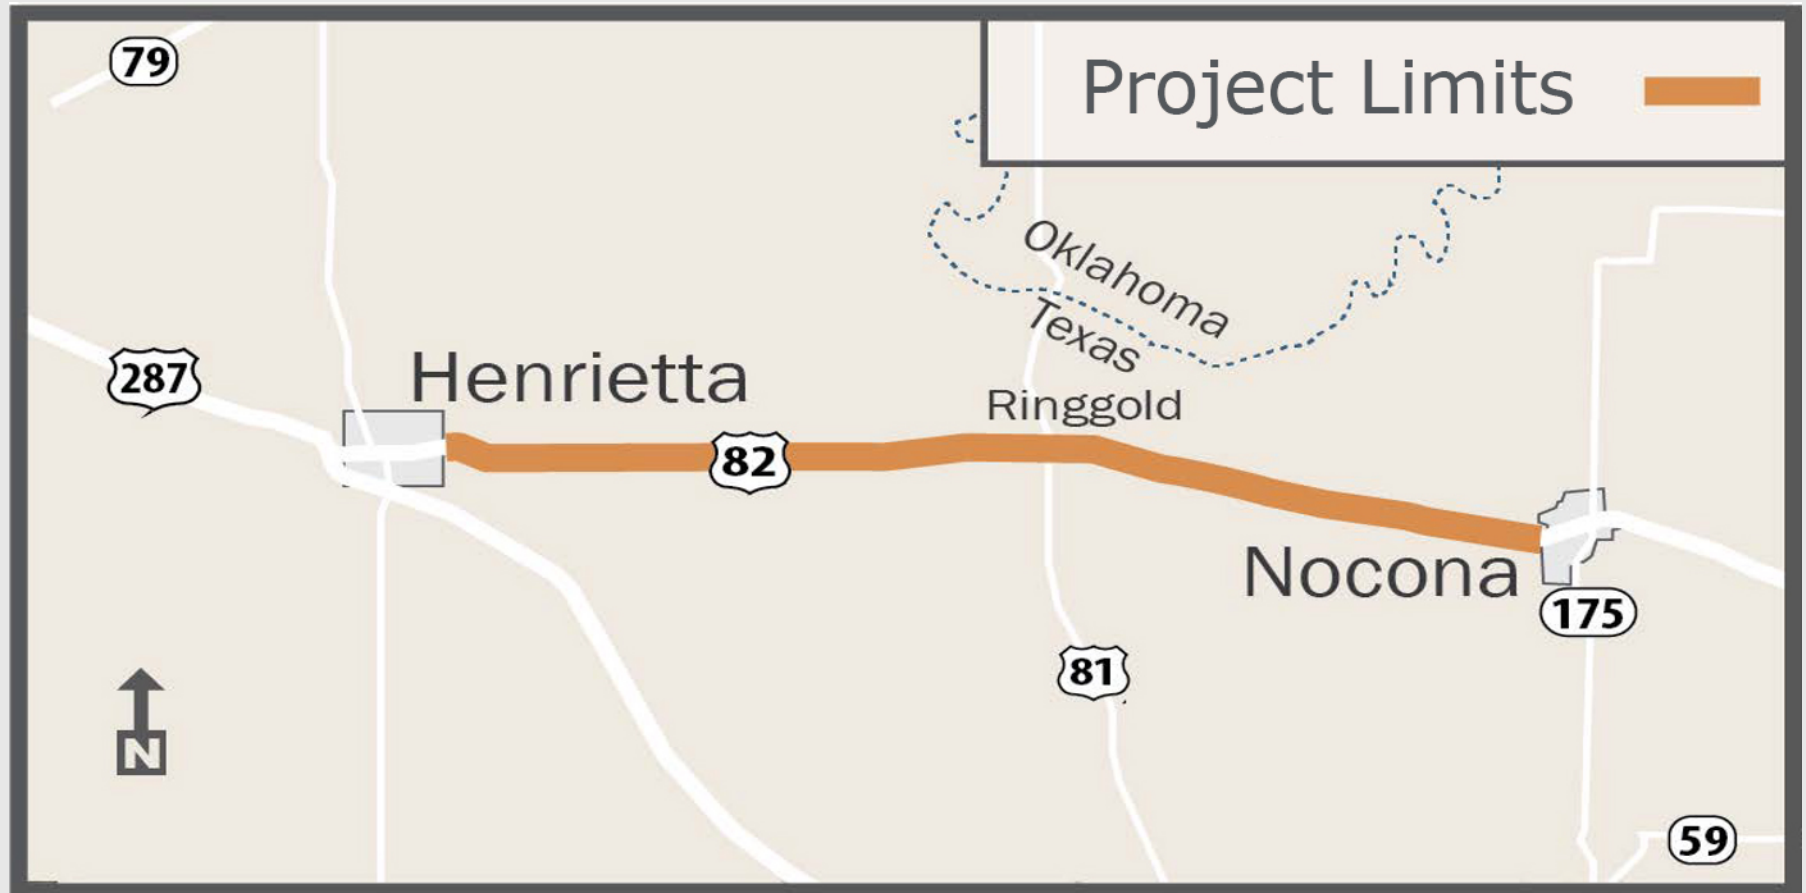 79
Project Limits
Oklahoma
Texas
287
Henrietta
Ringgold
82
Nocona
175
81
N
59